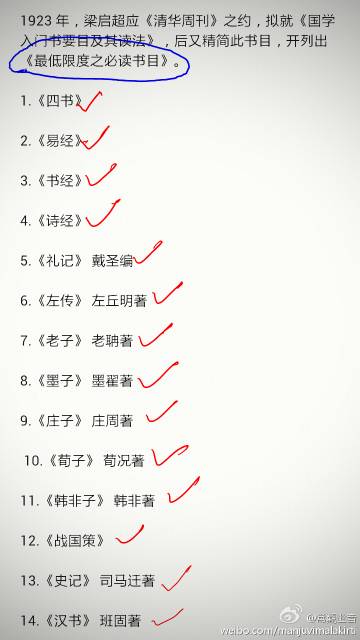 1923 年，梁启超应《清华周刊》之约，拟就《国学
入门书要目及其读法》，后又精简此书目，开列出
《最低限度之必读书目》。
1.《四书》
2.《易经》
3.《书经》
4.《诗经》
5.《礼记》 戴圣编
6.《左传》 左丘明著
7.《老子》 老聃著
8.《墨子》 墨翟著
9.《庄子》 庄周著
10.《荀子》 荀况著
11.《韩非子》 韩非著
12.《战国策》
13.《史记》 司马迁著
14.《汉书》 班固著
weibo.com/manjuvimalakirti